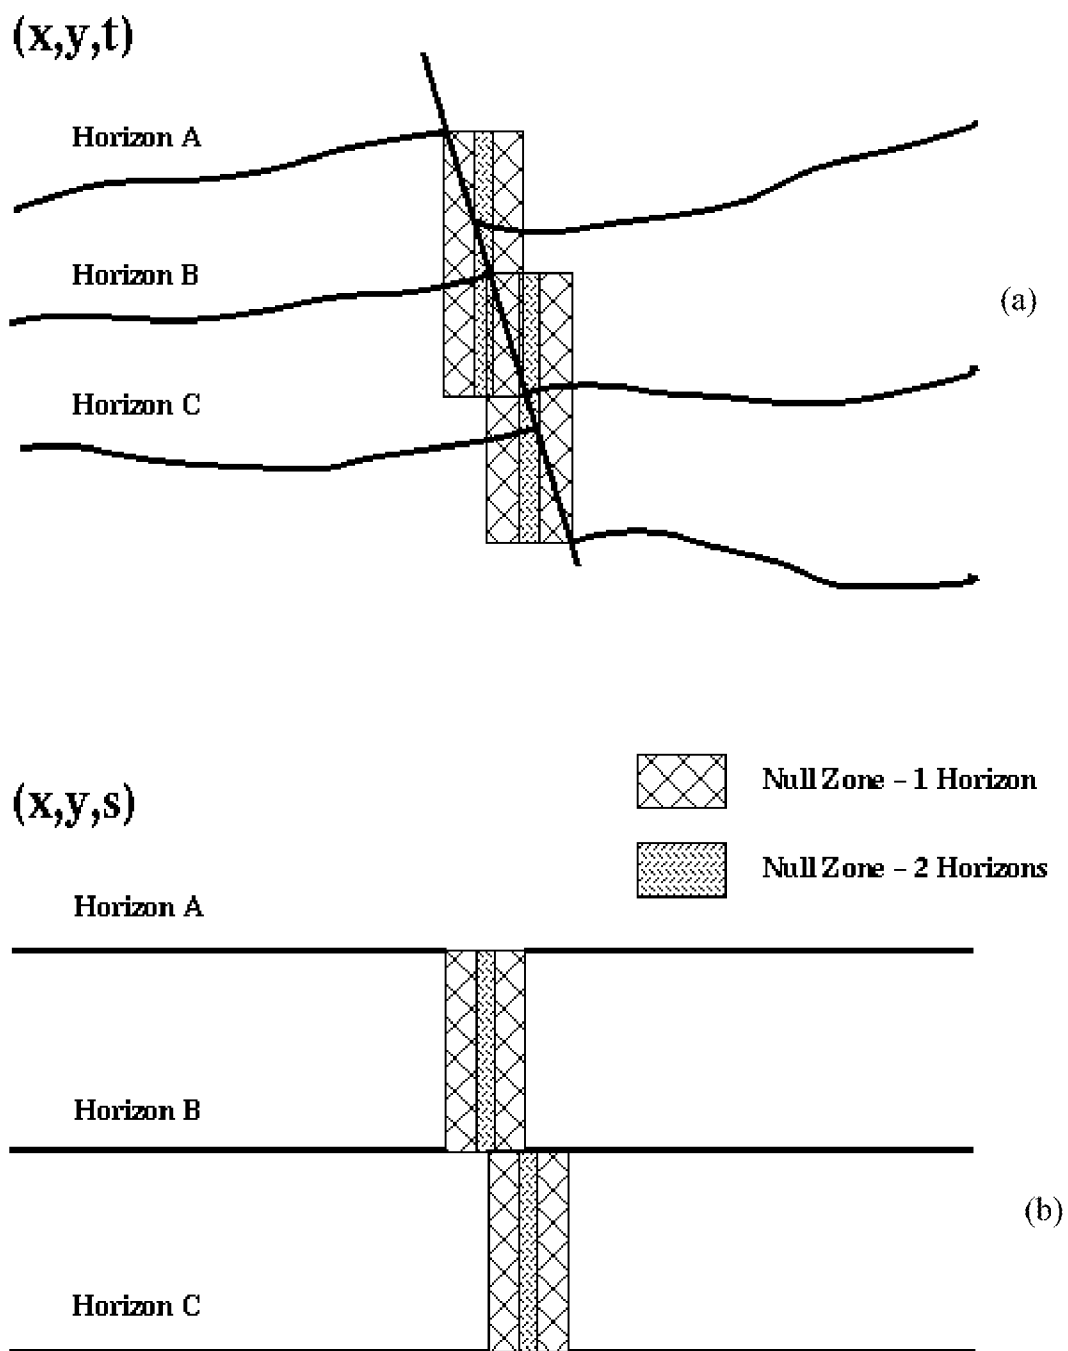 (x,y,t)
Horizon A
Horizon B
(a)
Horizon C
(x,y,s)
Null Zone – 1 Horizon
Null Zone – 2 Horizons
Horizon A
Horizon B
(b)
Horizon C